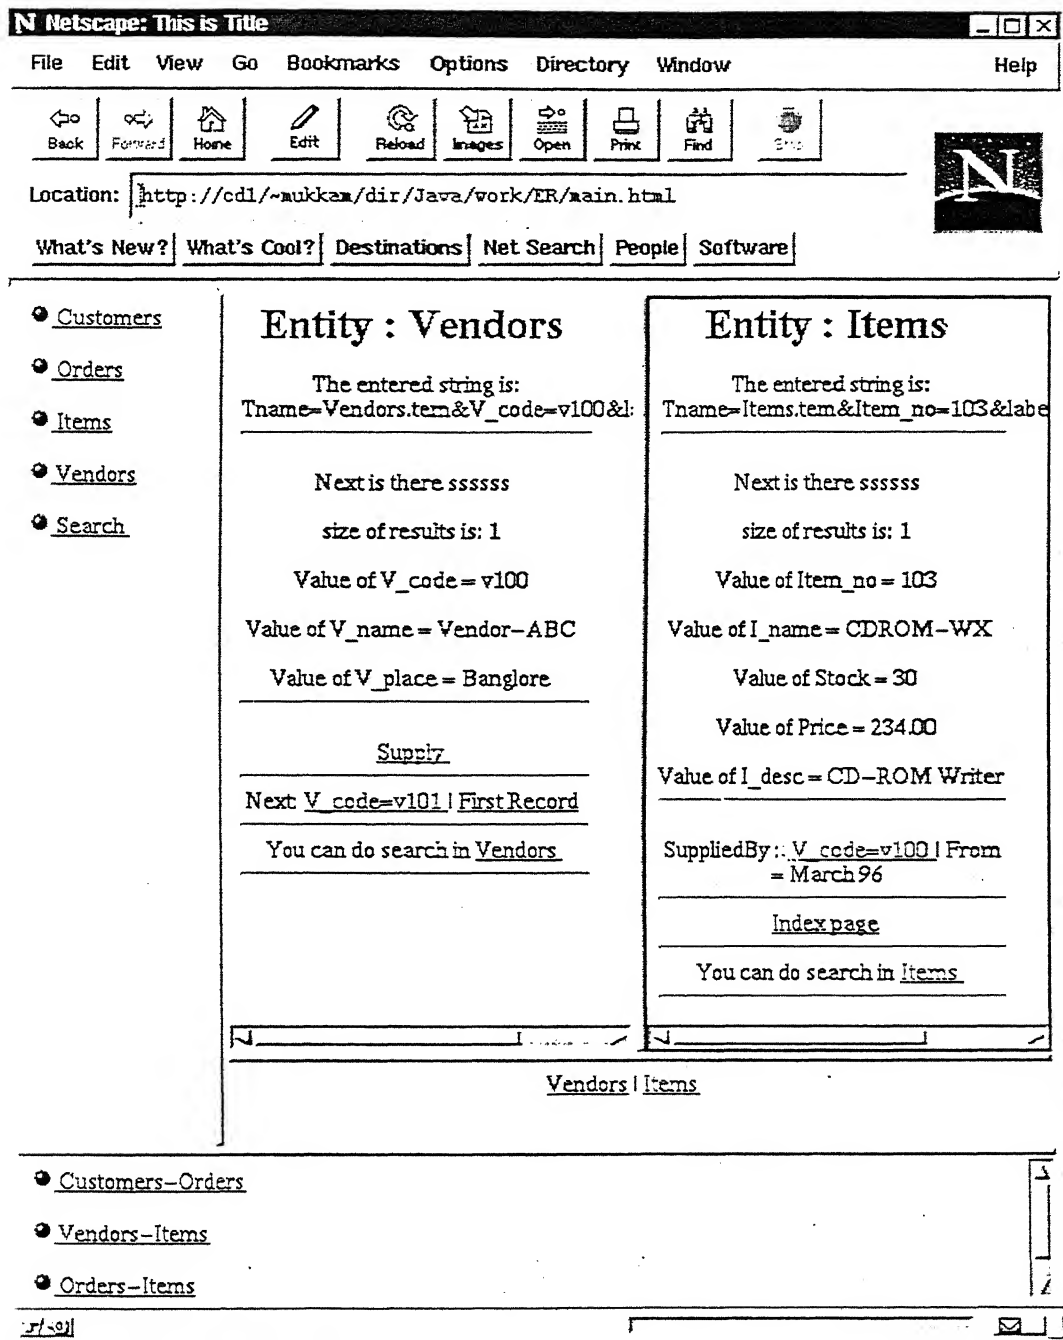 N Netscape: This is Title
File Edit View Go Bookmarks Options Directory Window Help
Back Forward Home Edit Reload Images Open Print Find Stop
Location: http://cdl/~mukkam/dir/Java/work/ER/main.html
What's New? What's Cool? Destinations Net Search People Software
Customers
Orders
Items
Vendors
Search
Entity : Vendors
The entered string is:
Tname=Vendors.tem&V_code=v100&l:
Next is there ssssss
size of results is: 1
Value of V_code = v100
Value of V_name = Vendor-ABC
Value of V_place = Banglore
Supply
Next: V_code=v101 | First Record
You can do search in Vendors
Entity : Items
The entered string is:
Tname=Items.tem&Item_no=103&labe
Next is there ssssss
size of results is: 1
Value of Item_no = 103
Value of I_name = CDROM-WX
Value of Stock = 30
Value of Price = 234.00
Value of I_desc = CD-ROM Writer
SuppliedBy :: V_code=v100 | From
= March 96
Index page
You can do search in Items
Vendors | Items
Customers-Orders
Vendors-Items
Orders-Items